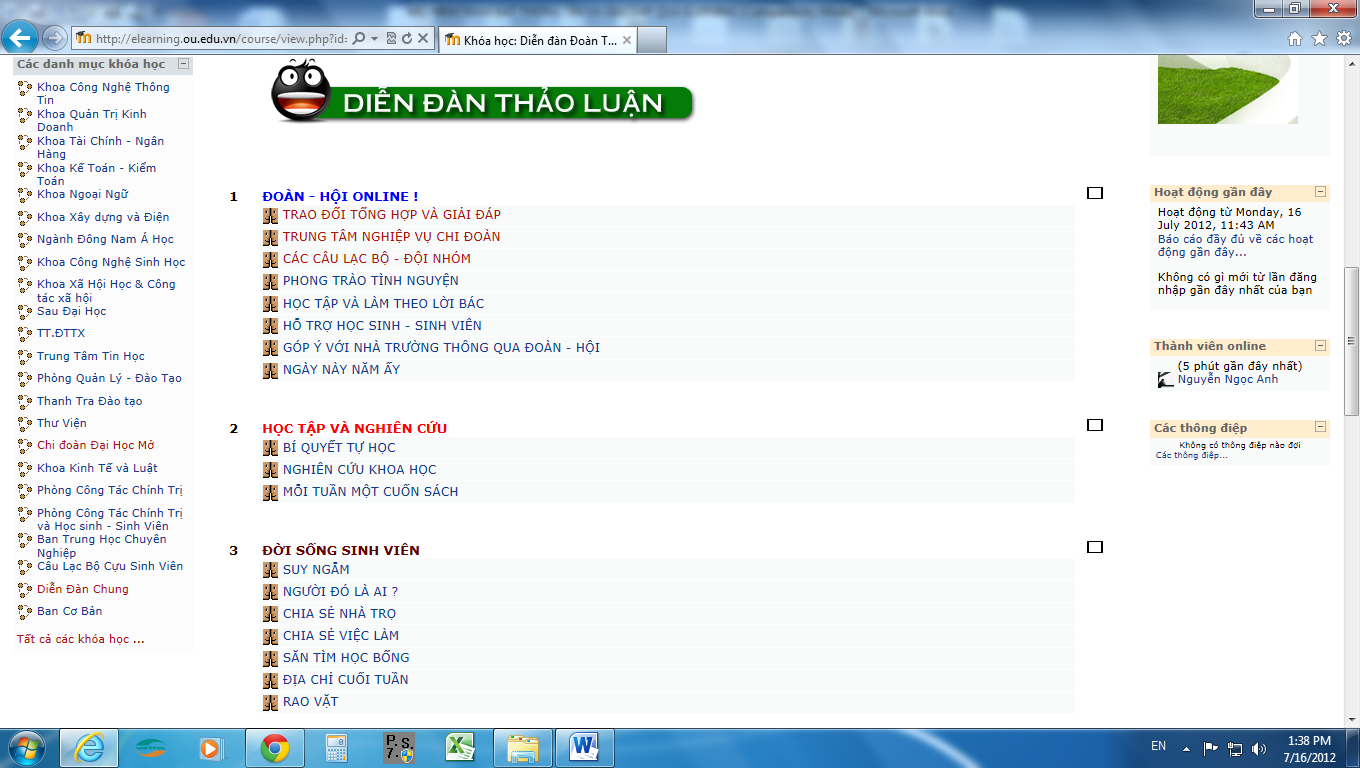 http://elearning.ou.edu.vn/course/view.php?id=
Khóa học: Diễn đàn Đoàn T...
Các danh mục khóa học
Khoa Công Nghệ Thông
Tin
Khoa Quản Trị Kinh
Doanh
Khoa Tài Chính - Ngân
Hàng
Khoa Kế Toán - Kiểm
Toán
Khoa Ngoại Ngữ
Khoa Xây dựng và Điện
Ngành Đông Nam Á Học
Khoa Công Nghệ Sinh Học
Khoa Xã Hội Học & Công
tác xã hội
Sau Đại Học
TT.ĐTTX
Trung Tâm Tin Học
Phòng Quản Lý - Đào Tạo
Thanh Tra Đào tạo
Thư Viện
Chi đoàn Đại Học Mở
Khoa Kinh Tế và Luật
Phòng Công Tác Chính Trị
Phòng Công Tác Chính Trị
và Học sinh - Sinh Viên
Ban Trung Học Chuyên
Nghiệp
Câu Lạc Bộ Cựu Sinh Viên
Diễn Đàn Chung
Ban Cơ Bản
Tất cả các khóa học ...
DIỄN ĐÀN THẢO LUẬN
1 ĐOÀN - HỘI ONLINE !
TRAO ĐỔI TỔNG HỢP VÀ GIẢI ĐÁP
TRUNG TÂM NGHIỆP VỤ CHI ĐOÀN
CÁC CÂU LẠC BỘ - ĐỘI NHÓM
PHONG TRÀO TÌNH NGUYỆN
HỌC TẬP VÀ LÀM THEO LỜI BÁC
HỖ TRỢ HỌC SINH - SINH VIÊN
GÓP Ý VỚI NHÀ TRƯỜNG THÔNG QUA ĐOÀN - HỘI
NGÀY NÀY NĂM ẤY
2 HỌC TẬP VÀ NGHIÊN CỨU
BÍ QUYẾT TỰ HỌC
NGHIÊN CỨU KHOA HỌC
MỖI TUẦN MỘT CUỐN SÁCH
3 ĐỜI SỐNG SINH VIÊN
SUY NGẪM
NGƯỜI ĐÓ LÀ AI ?
CHIA SẺ NHÀ TRỌ
CHIA SẺ VIỆC LÀM
SĂN TÌM HỌC BỔNG
ĐỊA CHỈ CUỐI TUẦN
RAO VẶT
Hoạt động gần đây
Hoạt động từ Monday, 16
July 2012, 11:43 AM
Báo cáo đầy đủ về các hoạt
động gần đây...
Không có gì mới từ lần đăng
nhập gần đây nhất của bạn
Thành viên online
(5 phút gần đây nhất)
Nguyễn Ngọc Anh
Các thông điệp
Không có thông điệp nào đợi
Các thông điệp...
P.S.
7.
EN
1:38 PM
7/16/2012